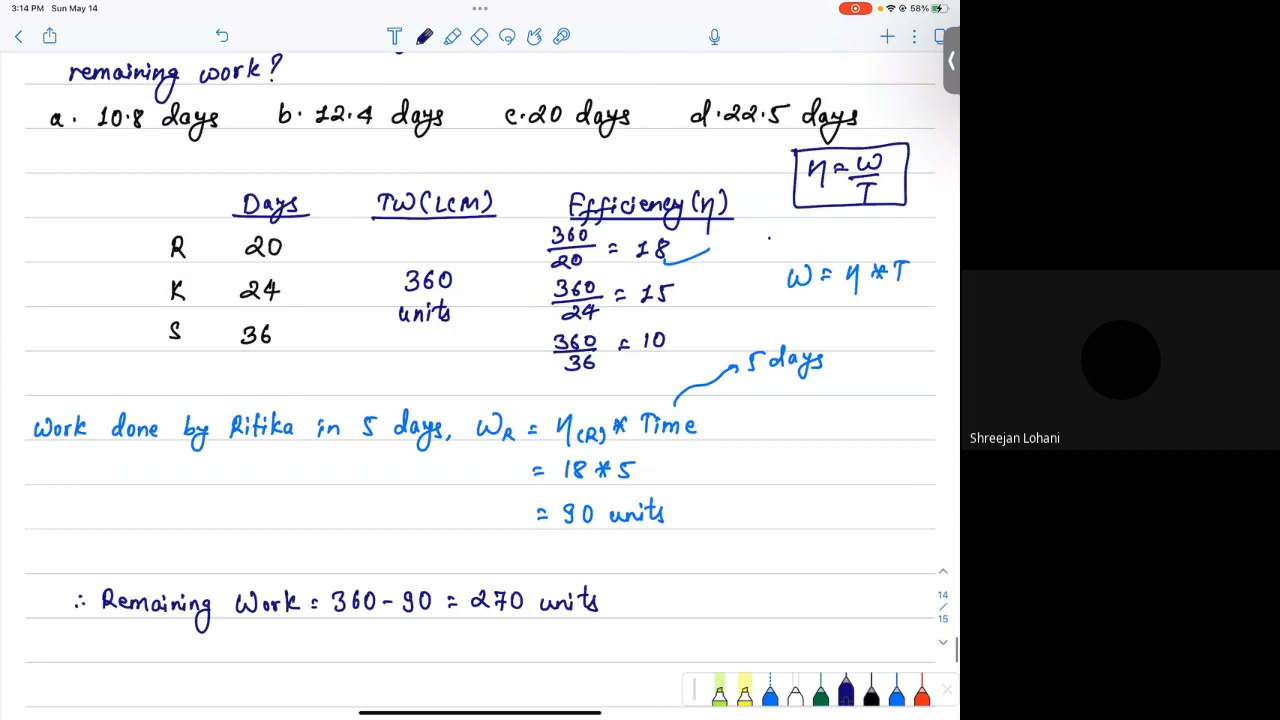 3:14 PM Sun May 14
58%
remaining work?
a. 10.8 days b. 12.4 days c. 20 days d. 22.5 days
η = W/T
Days TW(LCM) Efficiency(η)
R 20 360/20 = 18
W = η * T
K 24 360 units 360/24 = 15
S 36 360/36 = 10
5 days
Work done by Ritika in 5 days, WR = η(R) * Time
= 18 * 5
= 90 units
∴ Remaining Work = 360 - 90 = 270 units
14
/
15
Shreejan Lohani